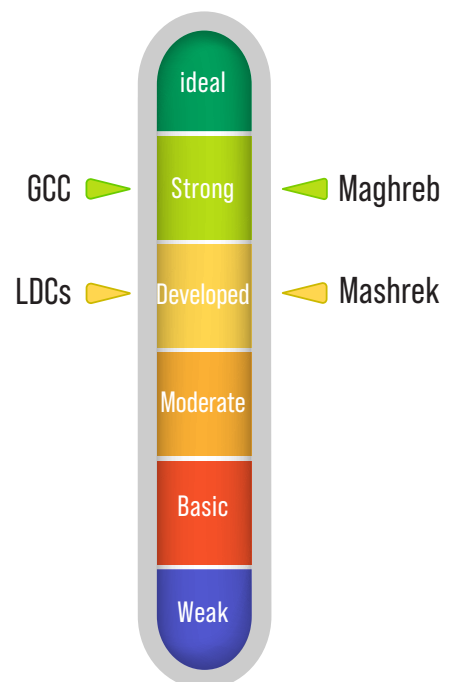 ideal
GCC
Strong
Maghreb
LDCs
Developed
Mashrek
Moderate
Basic
Weak